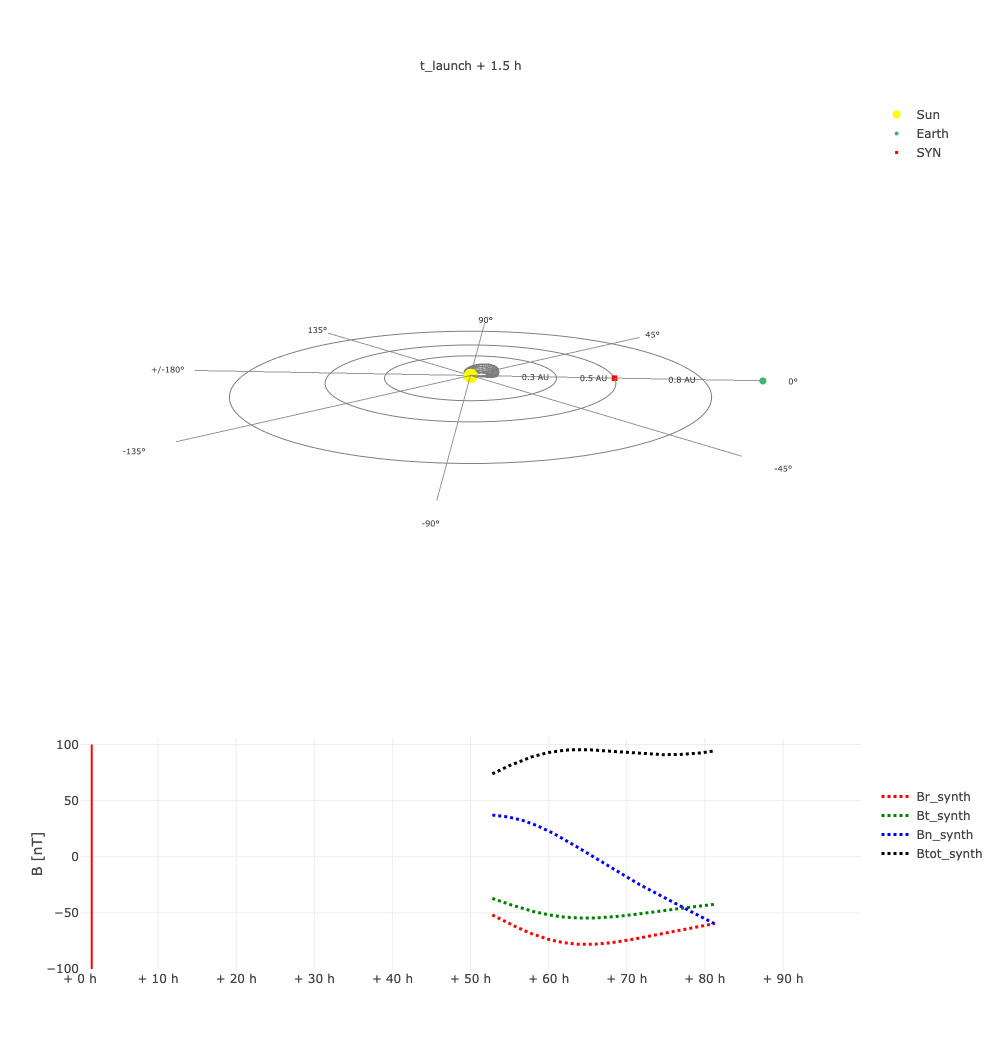 t_launch + 1.5 h
Sun
Earth
SYN
90°
135°
45°
+/-180°
0.3 AU
0.5 AU
0.8 AU
0°
-135°
-45°
-90°
100
50
0
−50
−100
B [nT]
+ 0 h
+ 10 h
+ 20 h
+ 30 h
+ 40 h
+ 50 h
+ 60 h
+ 70 h
+ 80 h
+ 90 h
Br_synth
Bt_synth
Bn_synth
Btot_synth